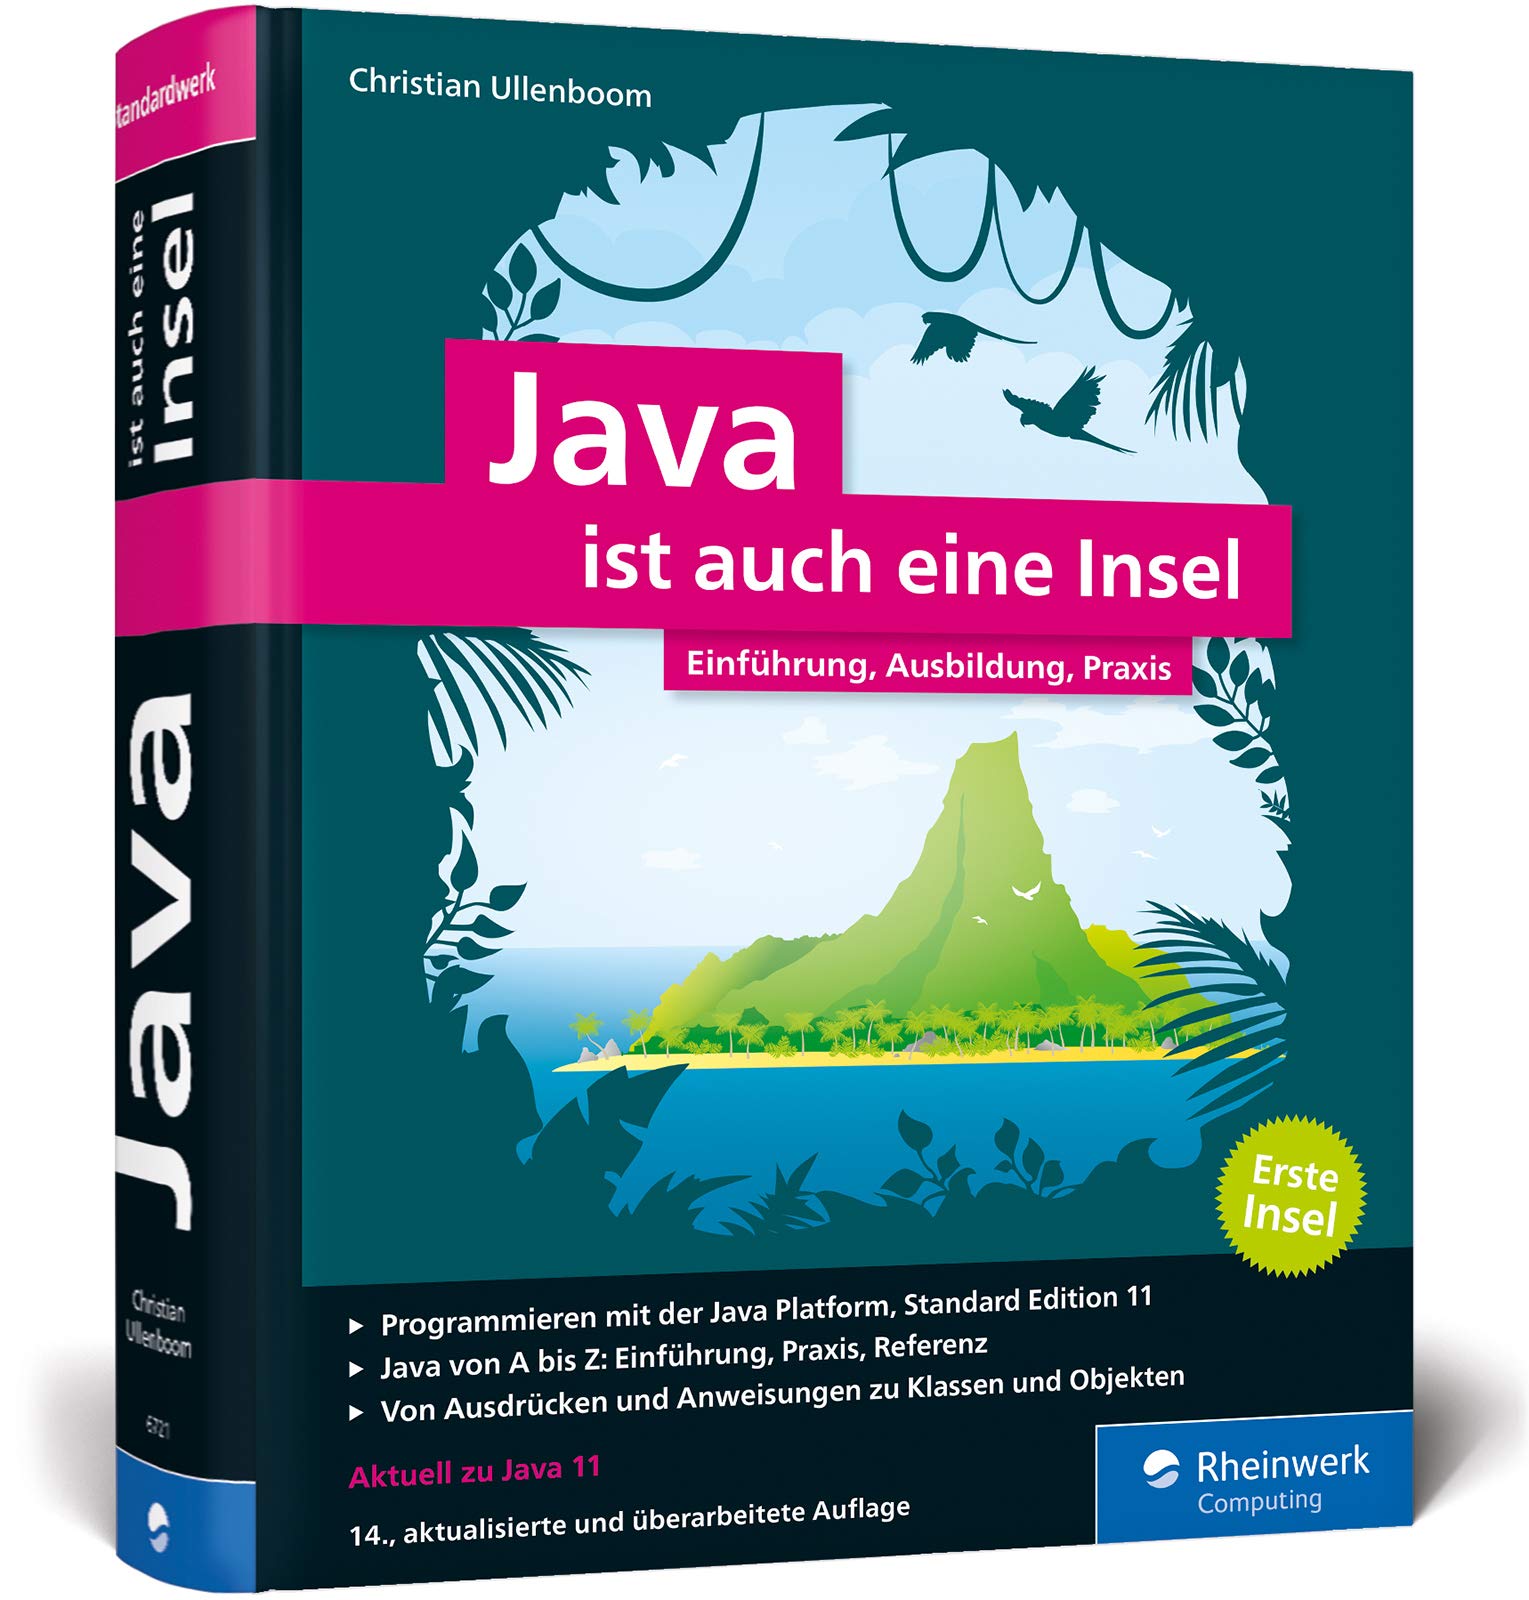 Christian Ullenboom
Java
ist auch eine Insel
Einführung, Ausbildung, Praxis
Erste
Insel
▸ Programmieren mit der Java Platform, Standard Edition 11
▸ Java von A bis Z: Einführung, Praxis, Referenz
▸ Von Ausdrücken und Anweisungen zu Klassen und Objekten
Aktuell zu Java 11
14., aktualisierte und überarbeitete Auflage
Rheinwerk
Computing
Standardwerk
Java
ist auch eine
Insel
Christian
Ullenboom
6721